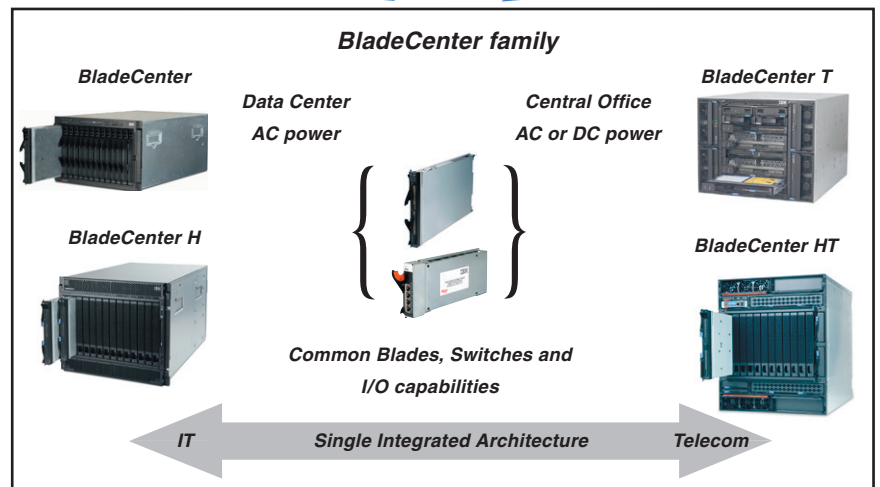 BladeCenter family
BladeCenter
BladeCenter T
Data Center
AC power
Central Office
AC or DC power
BladeCenter H
BladeCenter HT
IBM
Common Blades, Switches and
I/O capabilities
IT
Single Integrated Architecture
Telecom